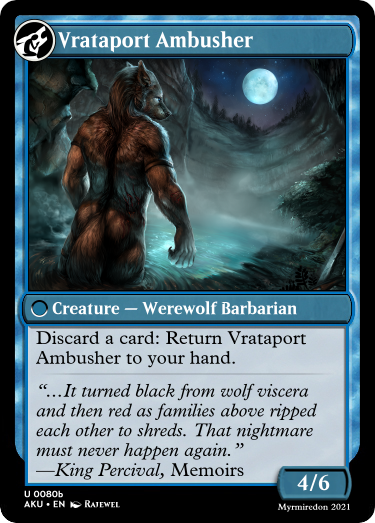 Vrataport Ambusher
Creature — Werewolf Barbarian
Discard a card: Return Vrataport
Ambusher to your hand.
“…It turned black from wolf viscera
and then red as families above ripped
each other to shreds. That nightmare
must never happen again.”
—King Percival, Memoirs
4/6
U 0080b
AKU • EN Rajewel
Myrmiredon 2021